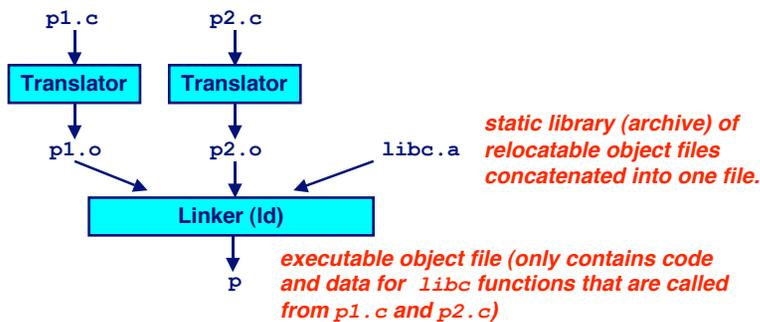 p1.c p2.c
Translator Translator
p1.o p2.o libc.a
static library (archive) of
relocatable object files
concatenated into one file.
Linker (ld)
p
executable object file (only contains code
and data for libc functions that are called
from p1.c and p2.c)